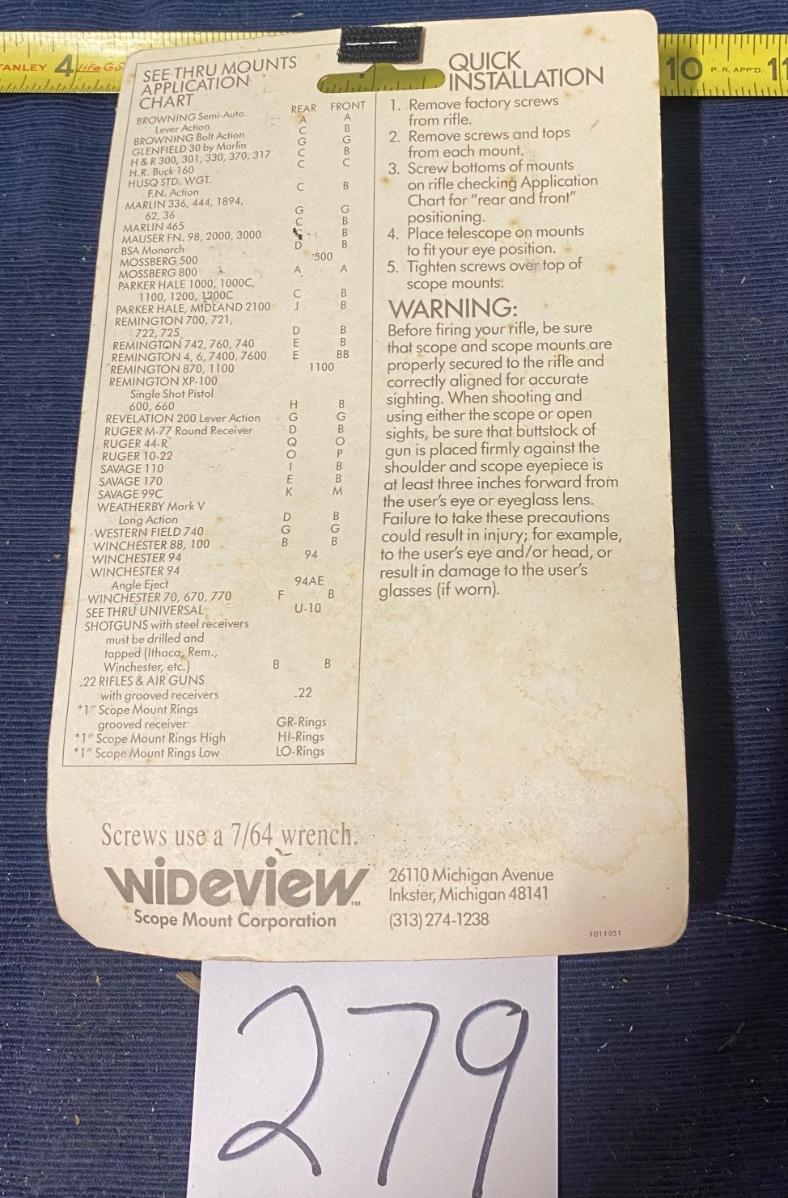 ANLEY 4 LifeGu
10 P. R. APP'D. 11
SEE THRU MOUNTS
APPLICATION
CHART
REAR FRONT
BROWNING Semi-Auto. A A
Lever Action C B
BROWNING Bolt Action G G
GLENFIELD 30 by Marlin C B
H & R 300, 301, 330, 370, 317 C C
H.R. Buck 160
HUSQ STD. WGT.
F.N. Action C B
MARLIN 336, 444, 1894,
62, 36 G G
MARLIN 465 C B
MAUSER FN. 98, 2000, 3000 B
BSA Monarch D B
MOSSBERG 500 500
MOSSBERG 800 A A
PARKER HALE 1000, 1000C,
1100, 1200, 1200C C B
PARKER HALE, MIDLAND 2100 J B
REMINGTON 700, 721,
722, 725 D B
REMINGTON 742, 760, 740 E B
REMINGTON 4, 6, 7400, 7600 E BB
REMINGTON 870, 1100 1100
REMINGTON XP-100
Single Shot Pistol
600, 660 H B
REVELATION 200 Lever Action G G
RUGER M-77 Round Receiver D B
RUGER 44-R Q O
RUGER 10-22 O P
SAVAGE 110 I B
SAVAGE 170 E B
SAVAGE 99C K M
WEATHERBY Mark V
Long Action D B
WESTERN FIELD 740 G G
WINCHESTER 88, 100 B B
WINCHESTER 94 94
WINCHESTER 94
Angle Eject 94AE
WINCHESTER 70, 670, 770 F B
SEE THRU UNIVERSAL U-10
SHOTGUNS with steel receivers
must be drilled and
tapped (Ithaca, Rem.,
Winchester, etc.) B B
.22 RIFLES & AIR GUNS
with grooved receivers .22
*1" Scope Mount Rings
grooved receiver GR-Rings
*1" Scope Mount Rings High HI-Rings
*1" Scope Mount Rings Low LO-Rings
QUICK
INSTALLATION
1. Remove factory screws
from rifle.
2. Remove screws and tops
from each mount.
3. Screw bottoms of mounts
on rifle checking Application
Chart for "rear and front"
positioning.
4. Place telescope on mounts
to fit your eye position.
5. Tighten screws over top of
scope mounts.
WARNING:
Before firing your rifle, be sure
that scope and scope mounts are
properly secured to the rifle and
correctly aligned for accurate
sighting. When shooting and
using either the scope or open
sights, be sure that buttstock of
gun is placed firmly against the
shoulder and scope eyepiece is
at least three inches forward from
the user's eye or eyeglass lens.
Failure to take these precautions
could result in injury; for example,
to the user's eye and/or head, or
result in damage to the user's
glasses (if worn).
Screws use a 7/64 wrench.
WiDeVieW™
Scope Mount Corporation
26110 Michigan Avenue
Inkster, Michigan 48141
(313) 274-1238
1011951
279